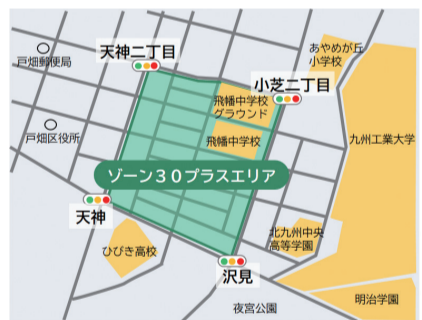 あやめが丘
小学校
戸畑郵便局
天神二丁目
小芝二丁目
飛幡中学校
グラウンド
戸畑区役所
飛幡中学校
九州工業大学
ゾーン30プラスエリア
天神
ひびき高校
北九州中央
高等学園
沢見
夜宮公園
明治学園